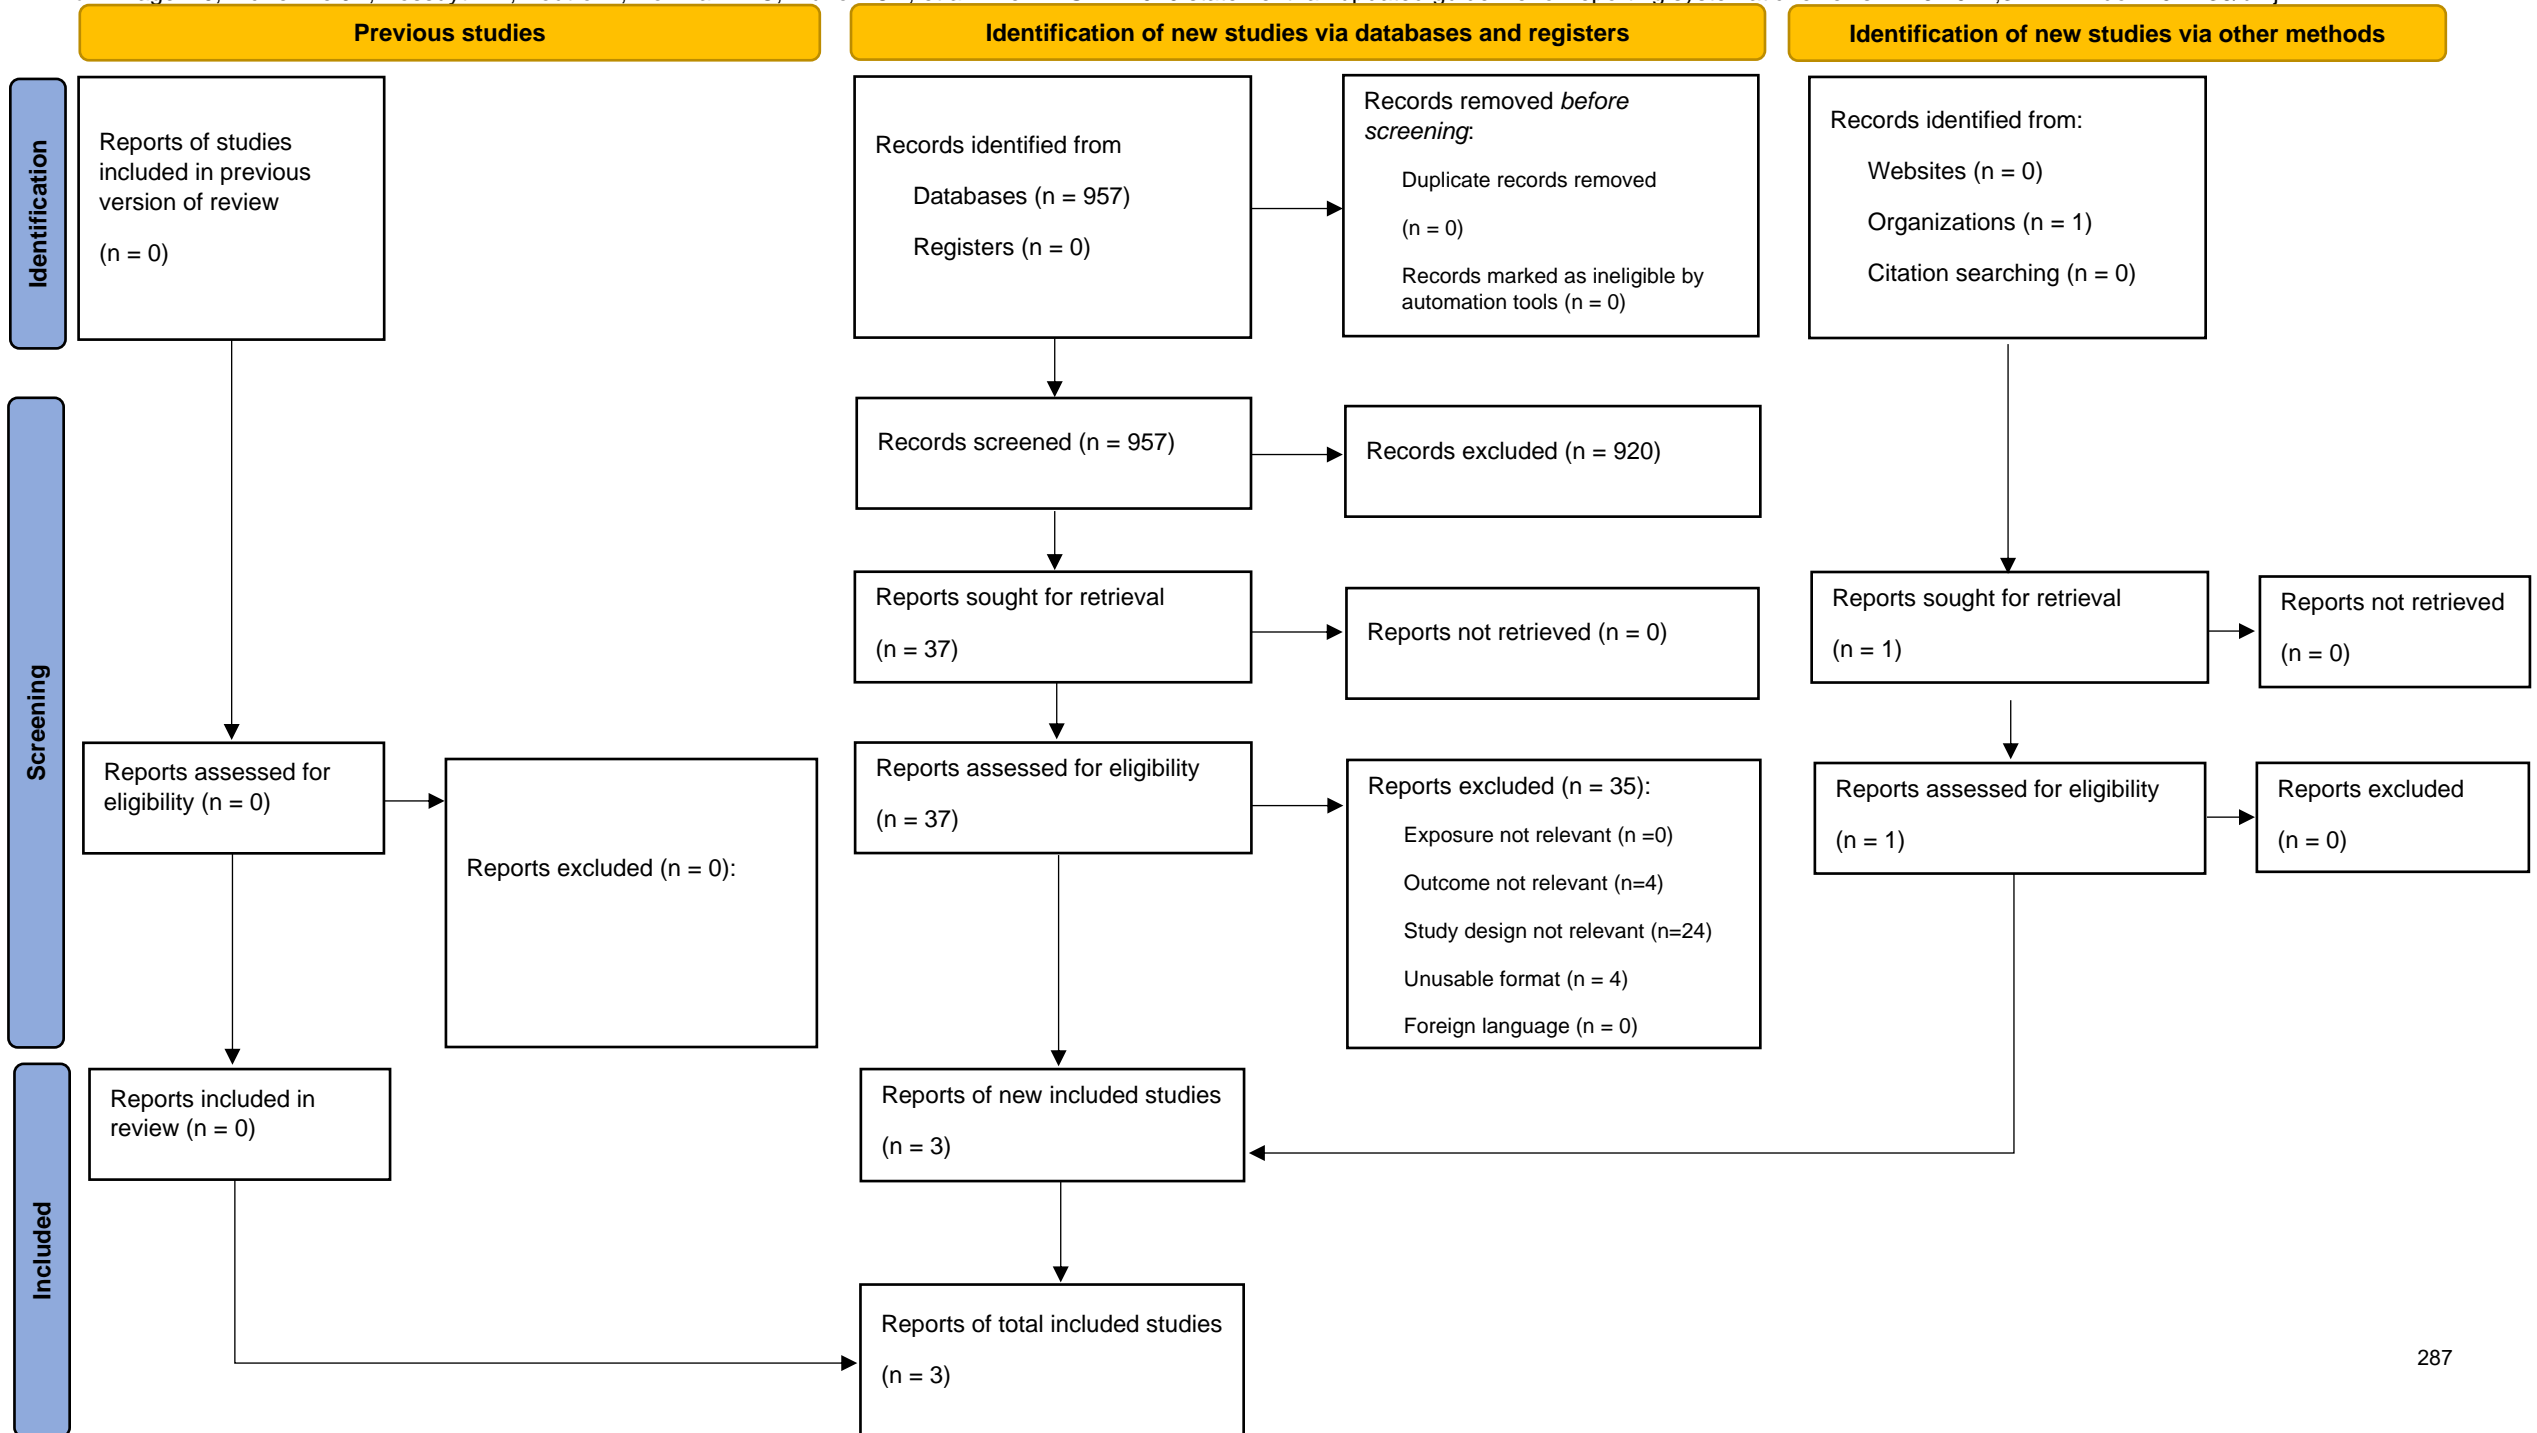 Previous studies
Identification of new studies via databases and registers
Identification of new studies via other methods
Identification
Reports of studies
included in previous
version of review
(n = 0)
Records identified from
Databases (n = 957)
Registers (n = 0)
Records removed before
screening:
Duplicate records removed
(n = 0)
Records marked as ineligible by
automation tools (n = 0)
Records identified from:
Websites (n = 0)
Organizations (n = 1)
Citation searching (n = 0)
Screening
Records screened (n = 957)
Records excluded (n = 920)
Reports sought for retrieval
(n = 37)
Reports not retrieved (n = 0)
Reports sought for retrieval
(n = 1)
Reports not retrieved
(n = 0)
Reports assessed for
eligibility (n = 0)
Reports excluded (n = 0):
Reports assessed for eligibility
(n = 37)
Reports excluded (n = 35):
Exposure not relevant (n =0)
Outcome not relevant (n=4)
Study design not relevant (n=24)
Unusable format (n = 4)
Foreign language (n = 0)
Reports assessed for eligibility
(n = 1)
Reports excluded
(n = 0)
Included
Reports included in
review (n = 0)
Reports of new included studies
(n = 3)
Reports of total included studies
(n = 3)
287